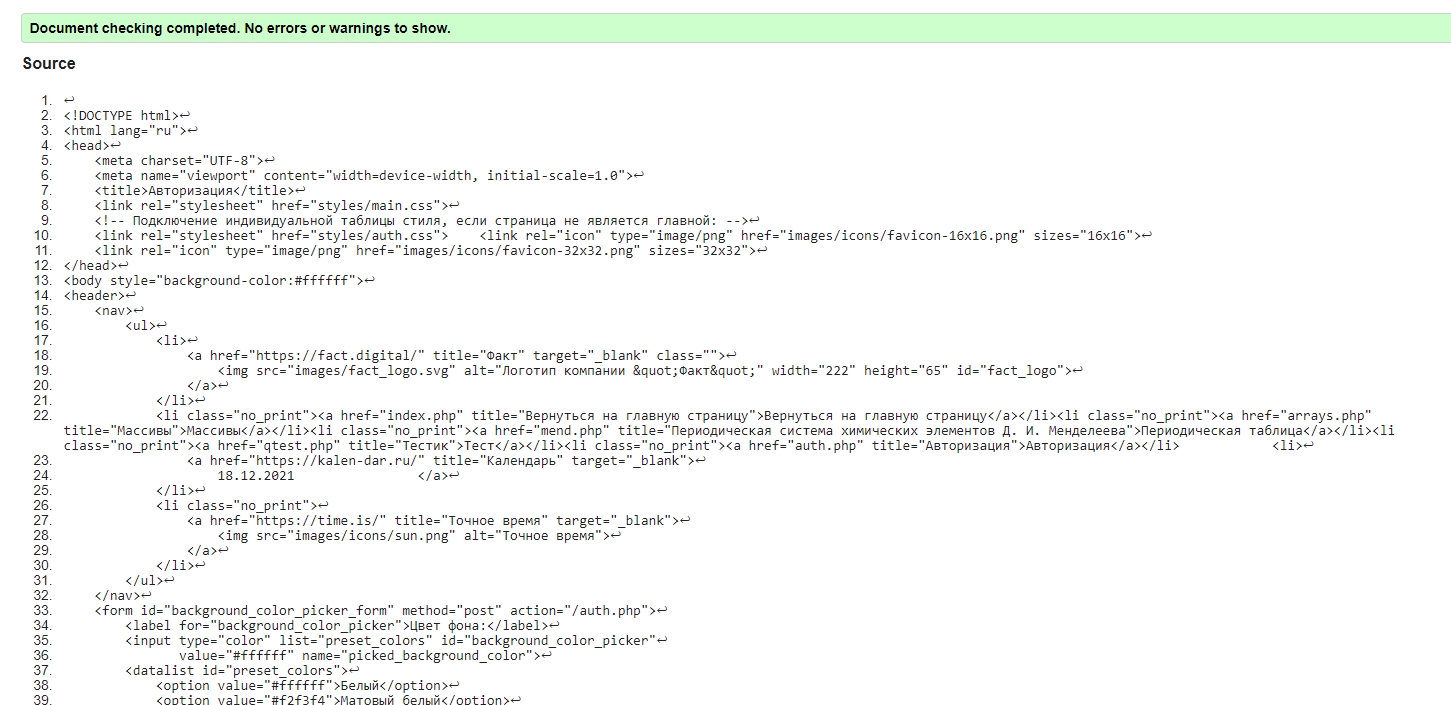 Document checking completed. No errors or warnings to show.
Source
1. ↩
2. <!DOCTYPE html>↩
3. <html lang="ru">↩
4. <head>↩
5.     <meta charset="UTF-8">↩
6.     <meta name="viewport" content="width=device-width, initial-scale=1.0">↩
7.     <title>Авторизация</title>↩
8.     <link rel="stylesheet" href="styles/main.css">↩
9.     <!-- Подключение индивидуальной таблицы стиля, если страница не является главной: -->↩
10.     <link rel="stylesheet" href="styles/auth.css">    <link rel="icon" type="image/png" href="images/icons/favicon-16x16.png" sizes="16x16">↩
11.     <link rel="icon" type="image/png" href="images/icons/favicon-32x32.png" sizes="32x32">↩
12. </head>↩
13. <body style="background-color:#ffffff">↩
14. <header>↩
15.     <nav>↩
16.         <ul>↩
17.             <li>↩
18.                 <a href="https://fact.digital/" title="Факт" target="_blank" class="">↩
19.                     <img src="images/fact_logo.svg" alt="Логотип компании &quot;Факт&quot;" width="222" height="65" id="fact_logo">↩
20.                 </a>↩
21.             </li>↩
22.             <li class="no_print"><a href="index.php" title="Вернуться на главную страницу">Вернуться на главную страницу</a></li><li class="no_print"><a href="arrays.php"
title="Массивы">Массивы</a></li><li class="no_print"><a href="mend.php" title="Периодическая система химических элементов Д. И. Менделеева">Периодическая таблица</a></li><li
class="no_print"><a href="qtest.php" title="Тестик">Тест</a></li><li class="no_print"><a href="auth.php" title="Авторизация">Авторизация</a></li>            <li>↩
23.                 <a href="https://kalen-dar.ru/" title="Календарь" target="_blank">↩
24.                     18.12.2021                </a>↩
25.             </li>↩
26.             <li class="no_print">↩
27.                 <a href="https://time.is/" title="Точное время" target="_blank">↩
28.                     <img src="images/icons/sun.png" alt="Точное время">↩
29.                 </a>↩
30.             </li>↩
31.         </ul>↩
32.     </nav>↩
33.     <form id="background_color_picker_form" method="post" action="/auth.php">↩
34.         <label for="background_color_picker">Цвет фона:</label>↩
35.         <input type="color" list="preset_colors" id="background_color_picker"↩
36.                value="#ffffff" name="picked_background_color">↩
37.         <datalist id="preset_colors">↩
38.             <option value="#ffffff">Белый</option>↩
39.             <option value="#f2f3f4">Матовый белый</option>↩